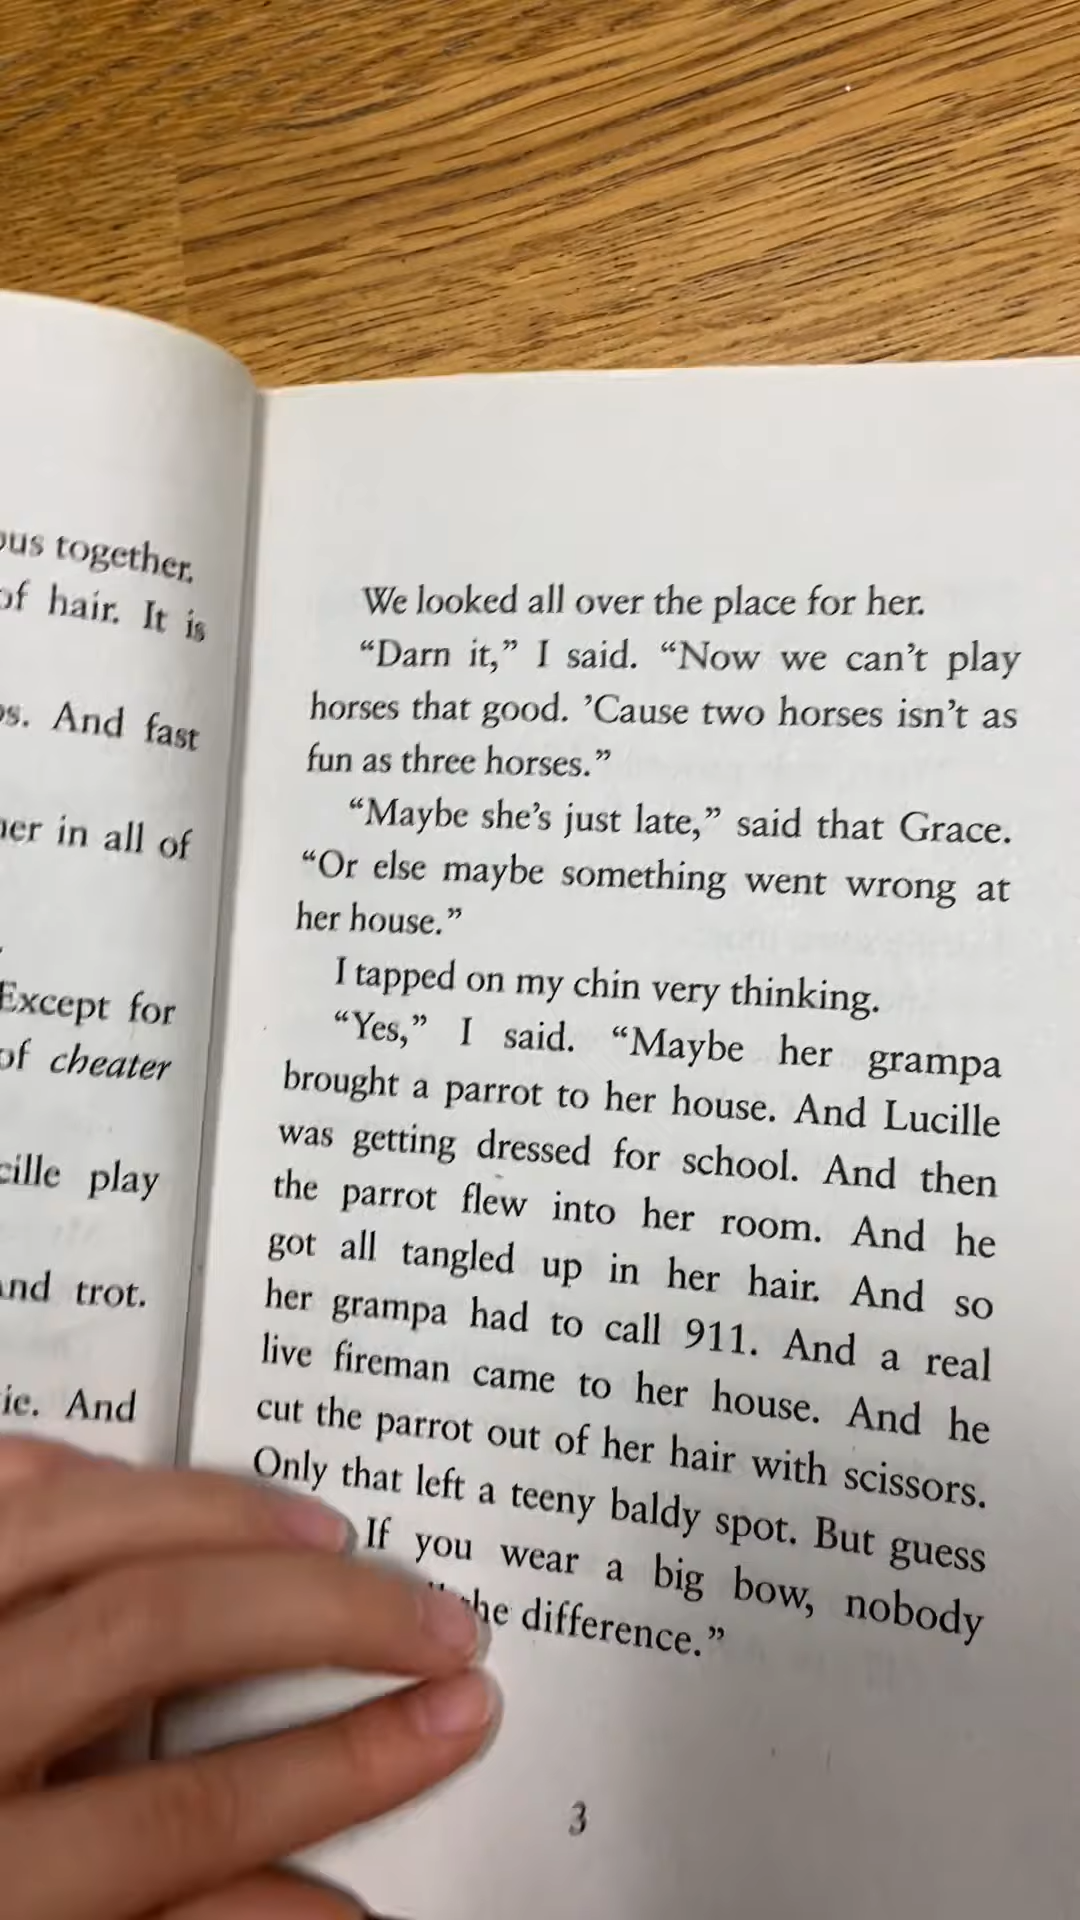 together.
of hair. It is
And fast
in all of
Except for
of cheater
play
And trot.
And
We looked all over the place for her.
“Darn it,” I said. “Now we can’t play
horses that good. ’Cause two horses isn’t as
fun as three horses.”
“Maybe she’s just late,” said that Grace.
“Or else maybe something went wrong at
her house.”
I tapped on my chin very thinking.
“Yes,” I said. “Maybe her grampa
brought a parrot to her house. And Lucille
was getting dressed for school. And then
the parrot flew into her room. And he
got all tangled up in her hair. And so
her grampa had to call 911. And a real
live fireman came to her house. And he
cut the parrot out of her hair with scissors.
Only that left a teeny baldy spot. But guess
If you wear a big bow, nobody
the difference.”
3